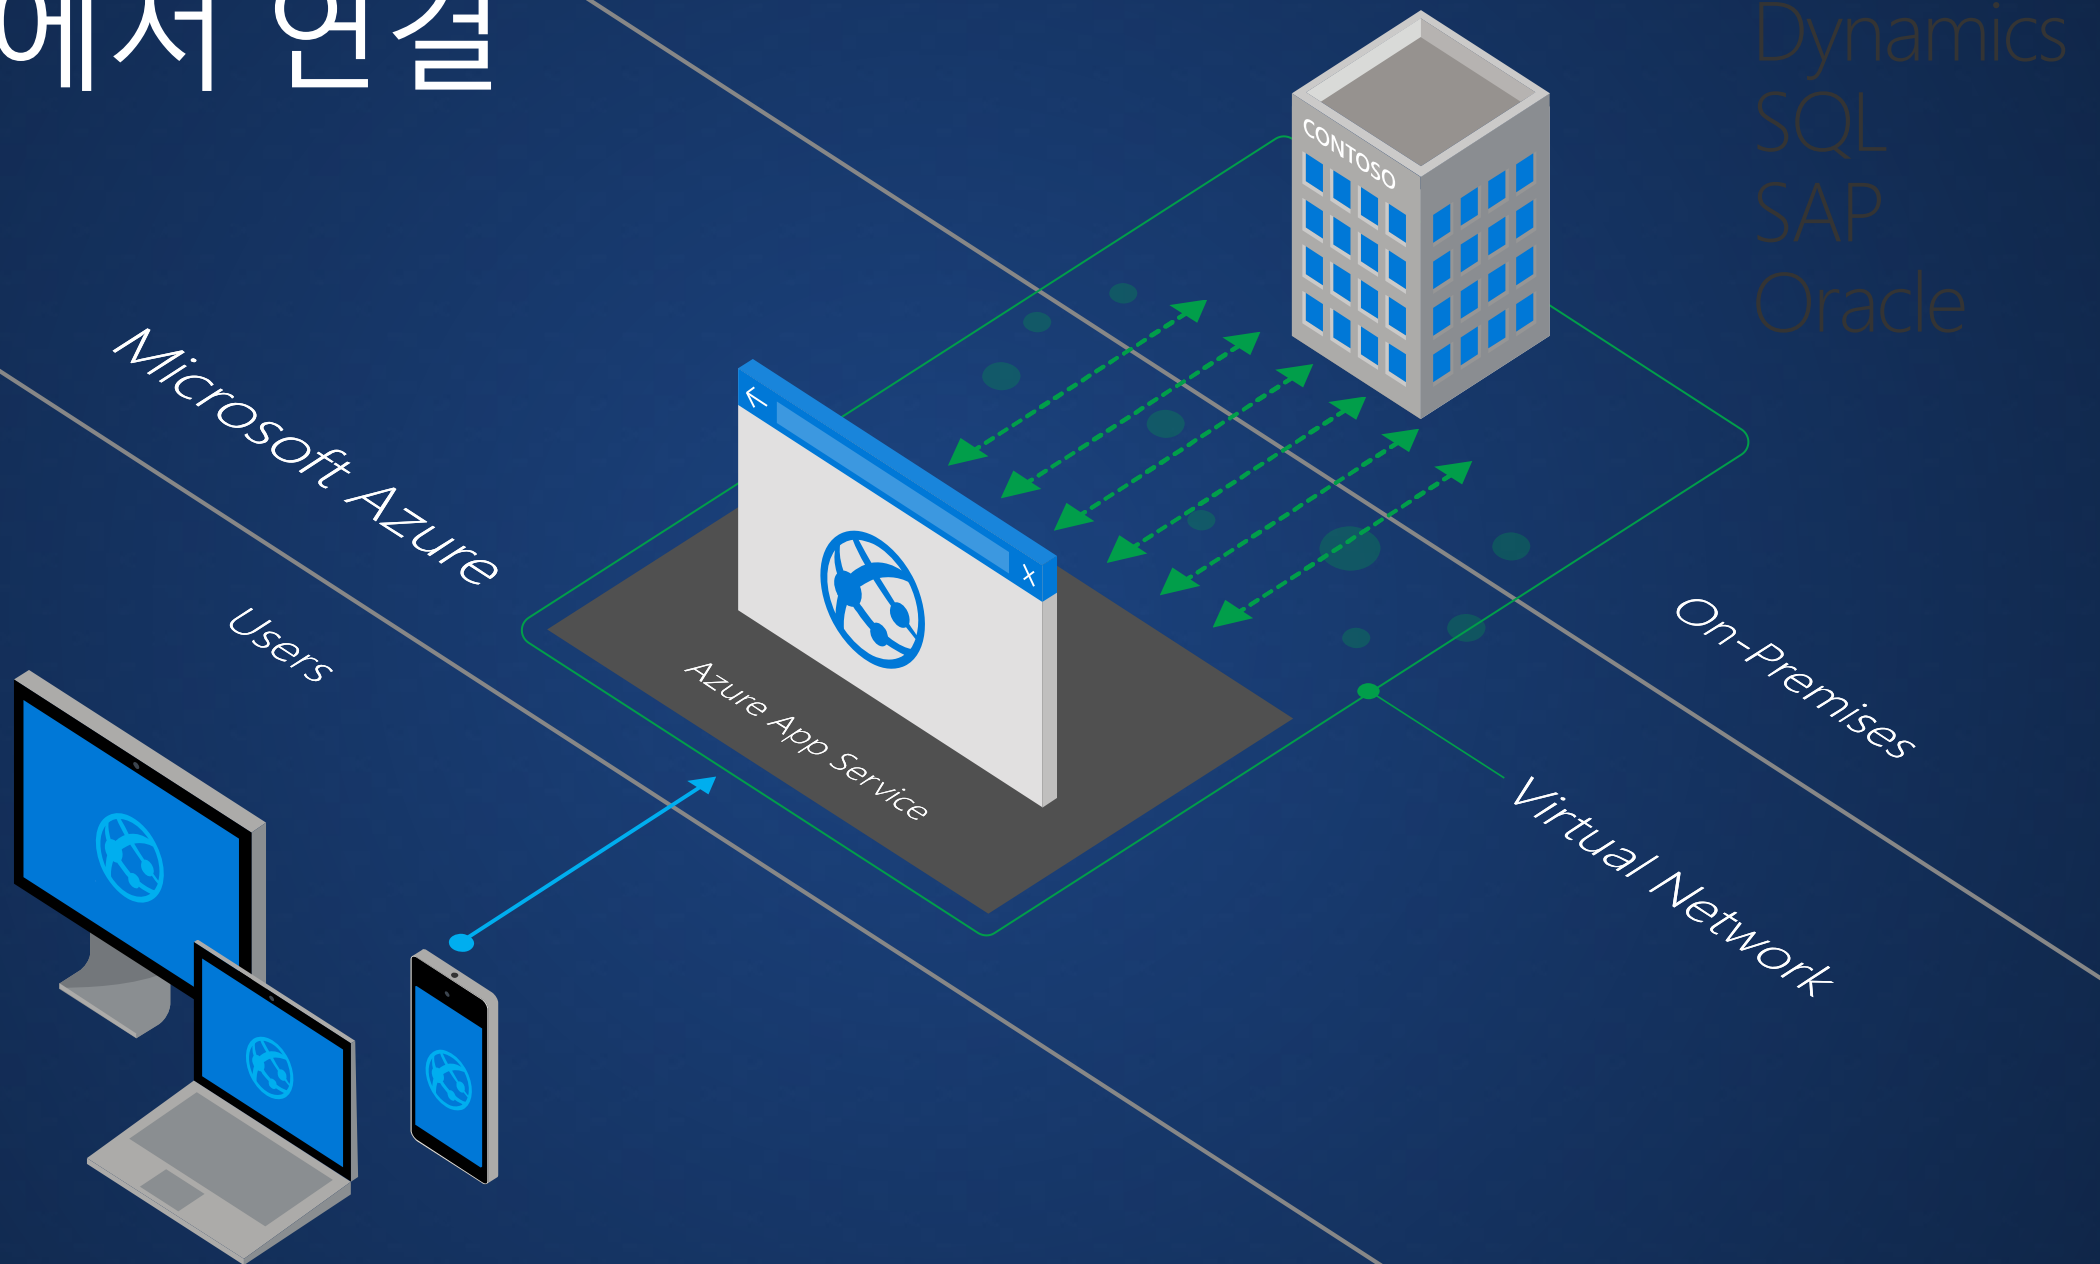 에서 연결
Dynamics
SQL
SAP
Oracle
CONTOSO
Microsoft Azure
Users
Azure App Service
On-Premises
Virtual Network